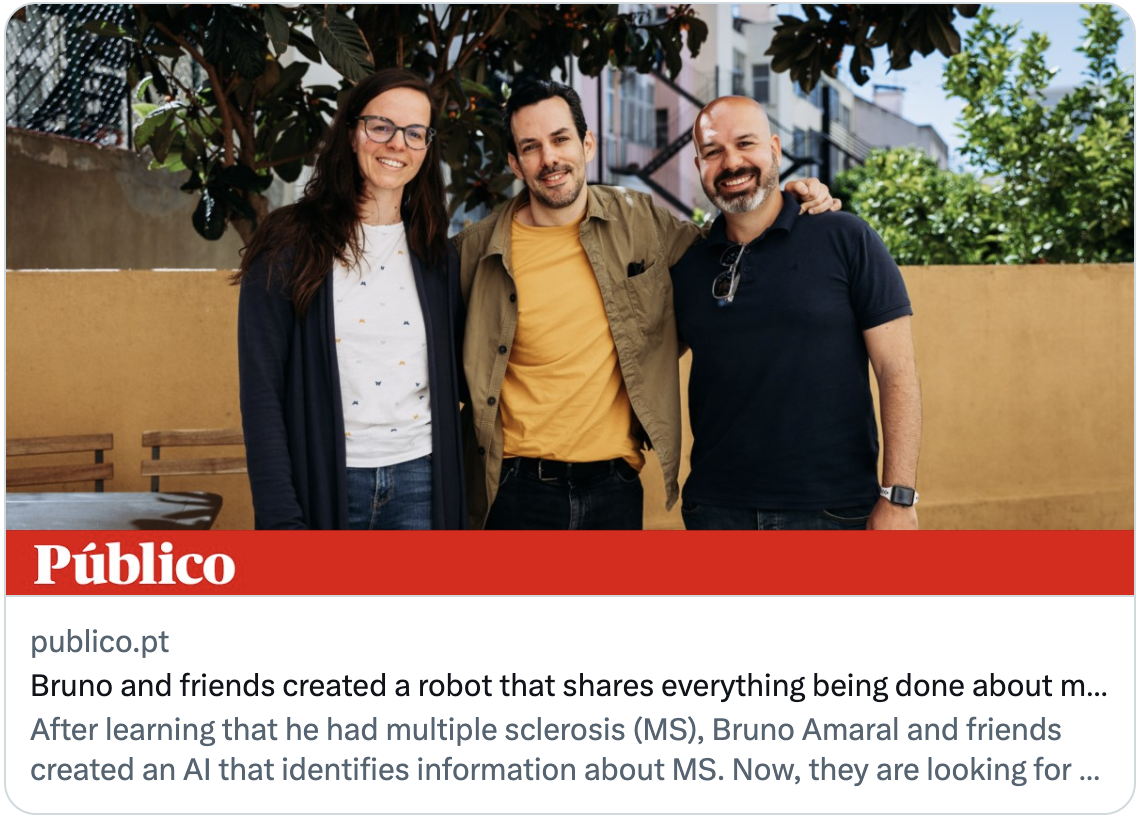 Público
publico.pt
Bruno and friends created a robot that shares everything being done about m...
After learning that he had multiple sclerosis (MS), Bruno Amaral and friends
created an AI that identifies information about MS. Now, they are looking for ...